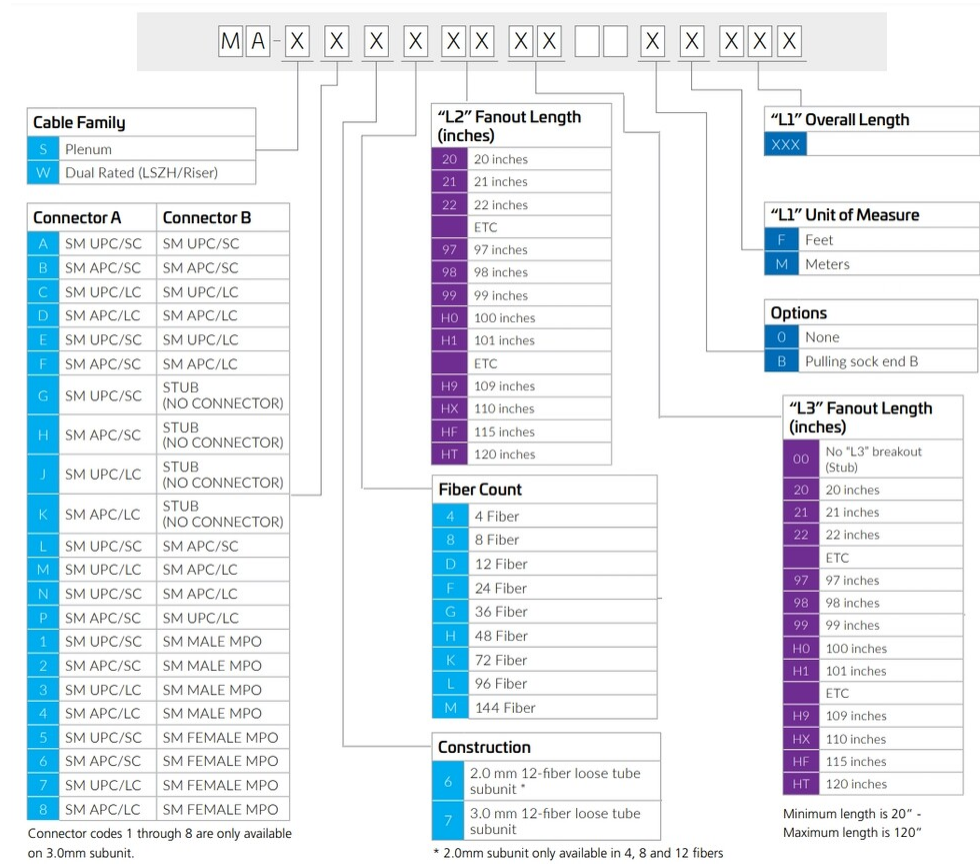 MA-XXXXXXXX XXXXX
Cable Family
S Plenum
W Dual Rated (LSZH/Riser)
Connector A Connector B
A SM UPC/SC SM UPC/SC
B SM APC/SC SM APC/SC
C SM UPC/LC SM UPC/LC
D SM APC/LC SM APC/LC
E SM UPC/SC SM UPC/LC
F SM APC/SC SM APC/LC
G SM UPC/SC STUB
(NO CONNECTOR)
H SM APC/SC STUB
(NO CONNECTOR)
J SM UPC/LC STUB
(NO CONNECTOR)
K SM APC/LC STUB
(NO CONNECTOR)
L SM UPC/SC SM APC/SC
M SM UPC/LC SM APC/LC
N SM UPC/SC SM APC/LC
P SM APC/SC SM UPC/LC
1 SM UPC/SC SM MALE MPO
2 SM APC/SC SM MALE MPO
3 SM UPC/LC SM MALE MPO
4 SM APC/LC SM MALE MPO
5 SM UPC/SC SM FEMALE MPO
6 SM APC/SC SM FEMALE MPO
7 SM UPC/LC SM FEMALE MPO
8 SM APC/LC SM FEMALE MPO
Connector codes 1 through 8 are only available
on 3.0mm subunit.
“L2” Fanout Length
(inches)
20 20 inches
21 21 inches
22 22 inches
ETC
97 97 inches
98 98 inches
99 99 inches
H0 100 inches
H1 101 inches
ETC
H9 109 inches
HX 110 inches
HF 115 inches
HT 120 inches
Fiber Count
4 4 Fiber
8 8 Fiber
D 12 Fiber
F 24 Fiber
G 36 Fiber
H 48 Fiber
K 72 Fiber
L 96 Fiber
M 144 Fiber
Construction
6 2.0 mm 12-fiber loose tube
subunit *
7 3.0 mm 12-fiber loose tube
subunit
* 2.0mm subunit only available in 4, 8 and 12 fibers
“L1” Overall Length
XXX
“L1” Unit of Measure
F Feet
M Meters
Options
0 None
B Pulling sock end B
“L3” Fanout Length
(inches)
00 No "L3" breakout
(Stub)
20 20 inches
21 21 inches
22 22 inches
ETC
97 97 inches
98 98 inches
99 99 inches
H0 100 inches
H1 101 inches
ETC
H9 109 inches
HX 110 inches
HF 115 inches
HT 120 inches
Minimum length is 20” -
Maximum length is 120”